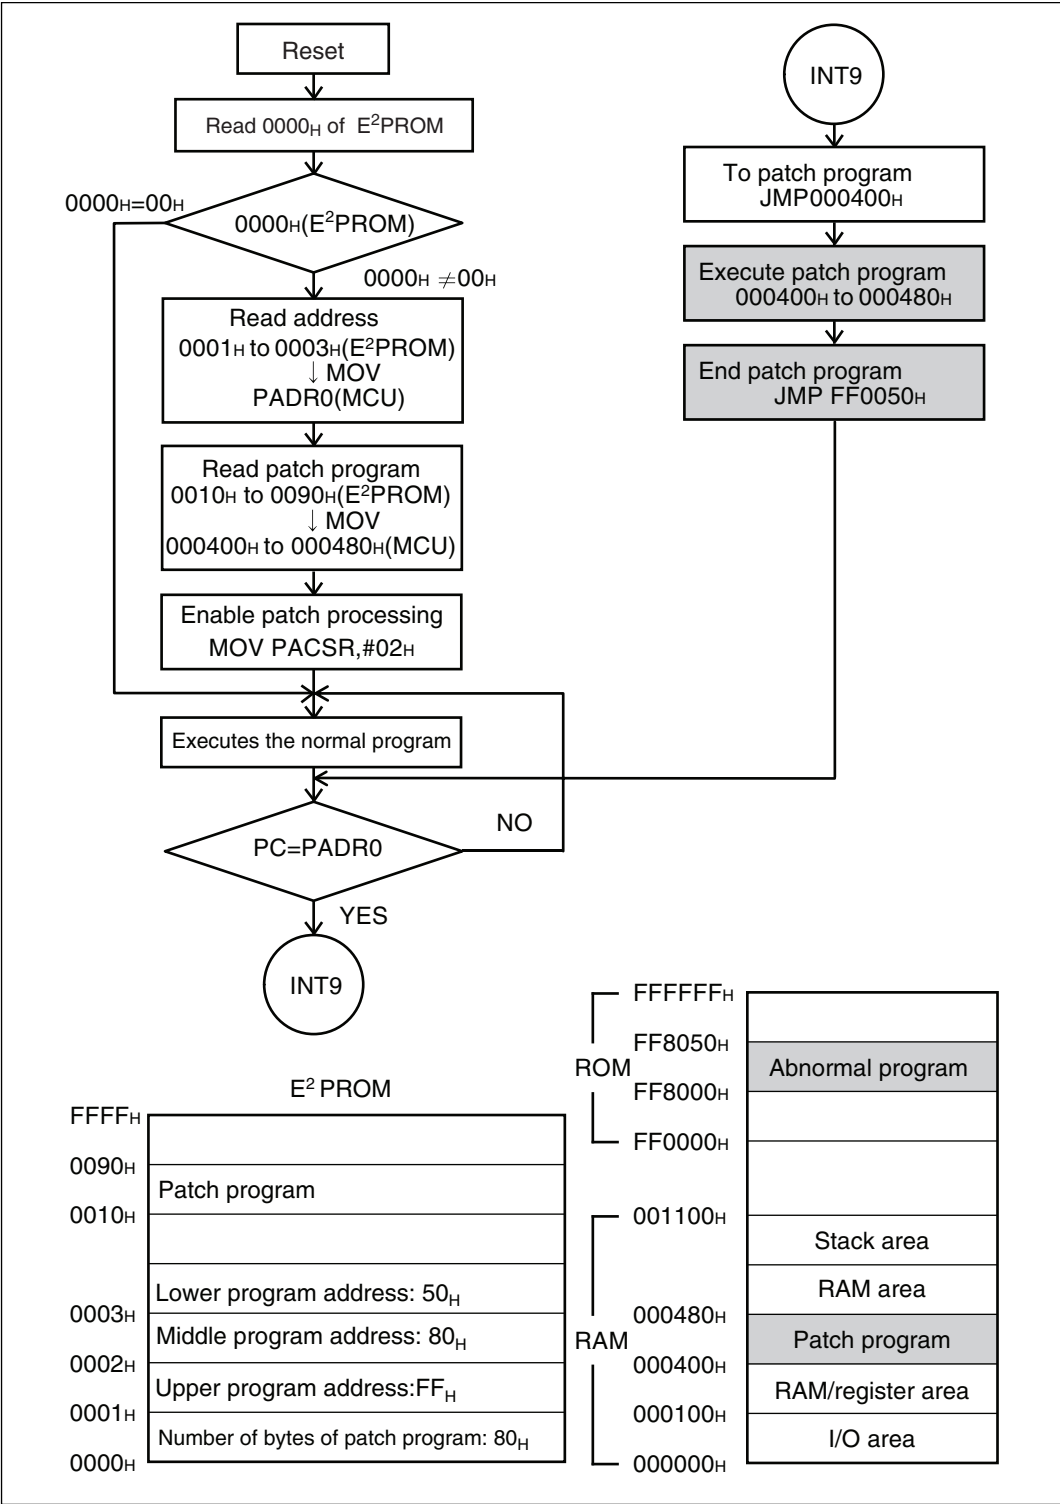 Reset
Read 0000H of E2PROM
0000H=00H
0000H(E2PROM)
0000H ≠00H
Read address
0001H to 0003H(E2PROM)
↓ MOV
PADR0(MCU)
Read patch program
0010H to 0090H(E2PROM)
↓ MOV
000400H to 000480H(MCU)
Enable patch processing
MOV PACSR,#02H
Executes the normal program
PC=PADR0
NO
YES
INT9
INT9
To patch program
JMP000400H
Execute patch program
000400H to 000480H
End patch program
JMP FF0050H
E2 PROM
FFFFH
0090H
Patch program
0010H
Lower program address: 50H
0003H
Middle program address: 80H
0002H
Upper program address:FFH
0001H
Number of bytes of patch program: 80H
0000H
ROM
FFFFFFH
FF8050H
Abnormal program
FF8000H
FF0000H
RAM
001100H
Stack area
RAM area
000480H
Patch program
000400H
RAM/register area
000100H
I/O area
000000H